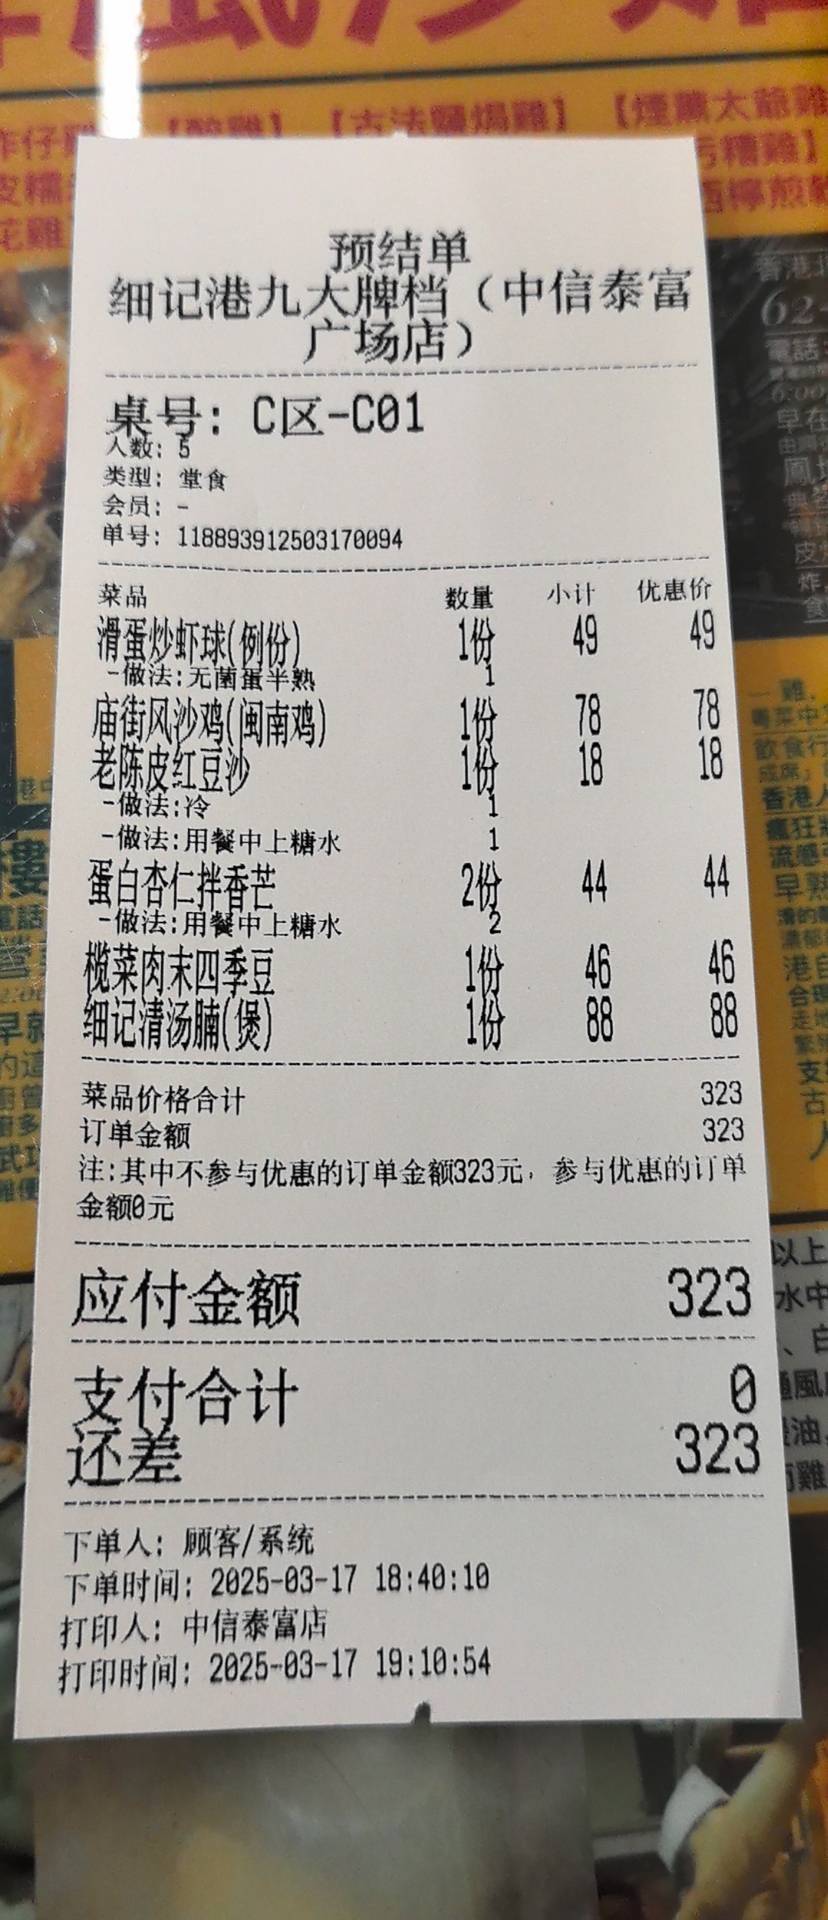 【古法鹽焗雞】
【煙薰太爺雞
预结单
细记港九大牌档（中信泰富
广场店）
桌号: C区-C01
人数: 5
类型: 堂食
会员: -
单号: 118893912503170094
菜品 数量 小计 优惠价
滑蛋炒虾球(例份) 1份 49 49
-做法:无菌蛋半熟 1
庙街风沙鸡(闽南鸡) 1份 78 78
老陈皮红豆沙 1份 18 18
-做法:冷 1
-做法:用餐中上糖水 1
蛋白杏仁拌香芒 2份 44 44
-做法:用餐中上糖水 2
榄菜肉末四季豆 1份 46 46
细记清汤腩(煲) 1份 88 88
菜品价格合计 323
订单金额 323
注:其中不参与优惠的订单金额323元，参与优惠的订单
金额0元
应付金额 323
支付合计 0
还差 323
下单人: 顾客/系统
下单时间: 2025-03-17 18:40:10
打印人: 中信泰富店
打印时间: 2025-03-17 19:10:54